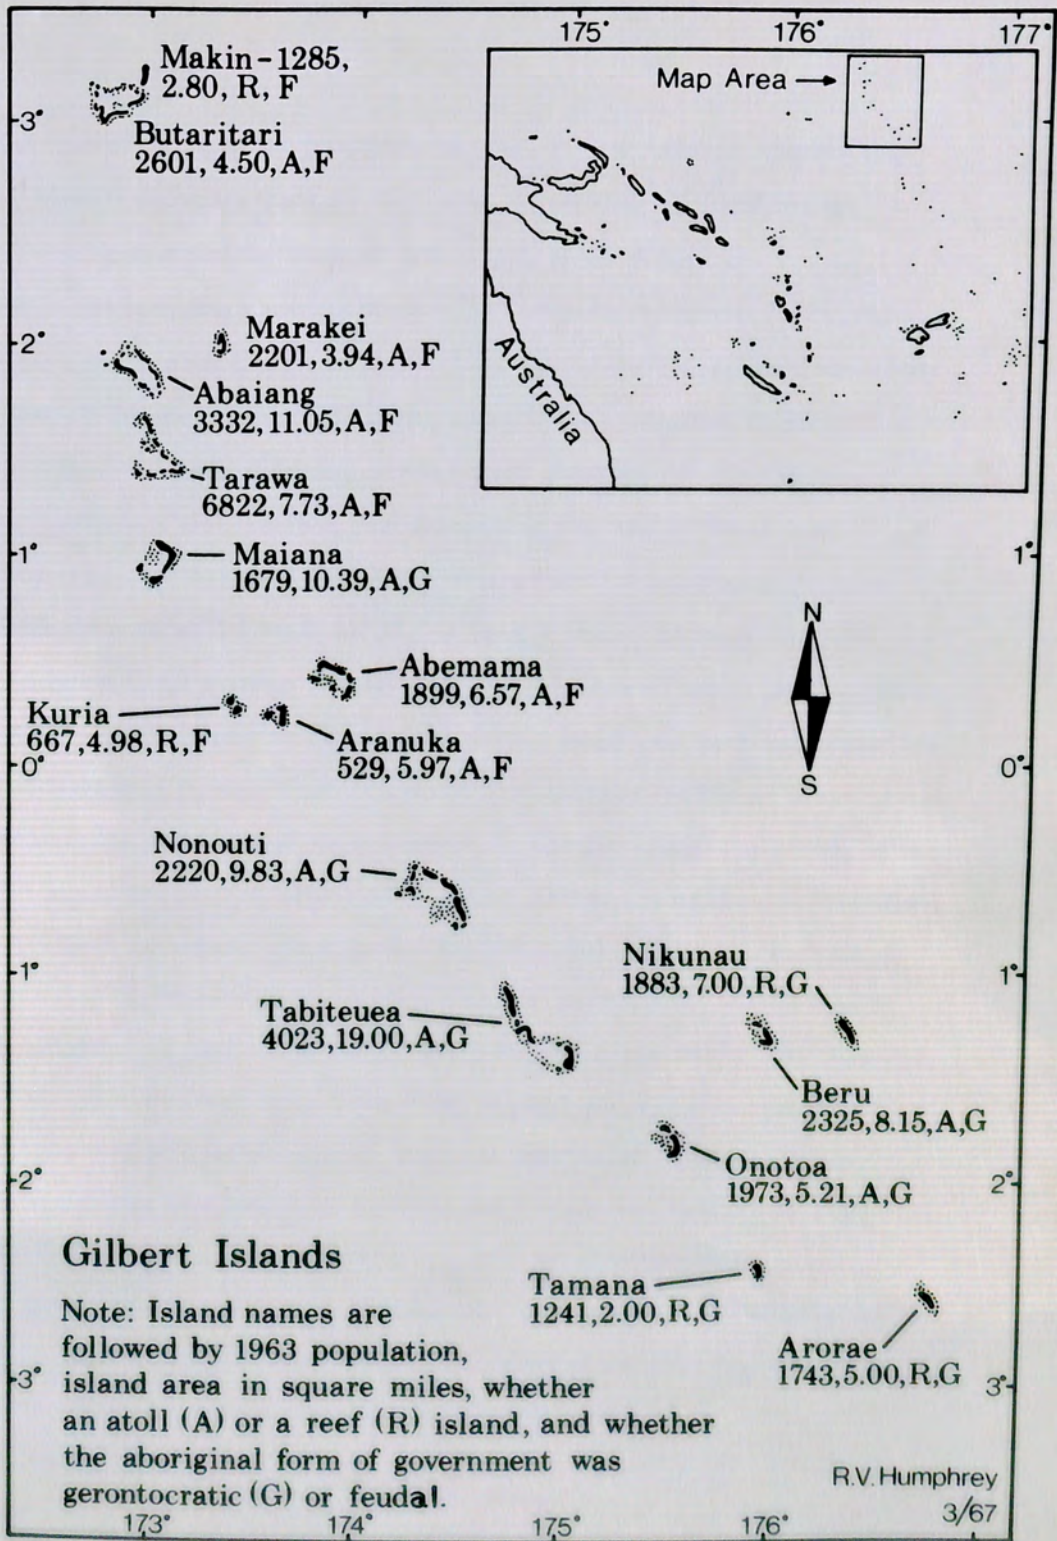 175°
176°
177°
Makin-1285,
2.80, R, F
Butaritari
2601, 4.50, A, F
3°
Map Area
Australia
Marakei
2201, 3.94, A, F
2°
Abaiang
3332, 11.05, A, F
Tarawa
6822, 7.73, A, F
1°
Maiana
1679, 10.39, A, G
1°
N
S
Abemama
1899, 6.57, A, F
Kuria
667, 4.98, R, F
Aranuka
529, 5.97, A, F
0°
0°
Nonouti
2220, 9.83, A, G
Nikunau
1883, 7.00, R, G
1°
1°
Tabiteuea
4023, 19.00, A, G
Beru
2325, 8.15, A, G
Onotoa
1973, 5.21, A, G
2°
2°
Tamana
1241, 2.00, R, G
Arorae
1743, 5.00, R, G
3°
3°
Gilbert Islands
Note: Island names are
followed by 1963 population,
island area in square miles, whether
an atoll (A) or a reef (R) island, and whether
the aboriginal form of government was
gerontocratic (G) or feudal.
R.V. Humphrey
3/67
173°
174°
175°
176°